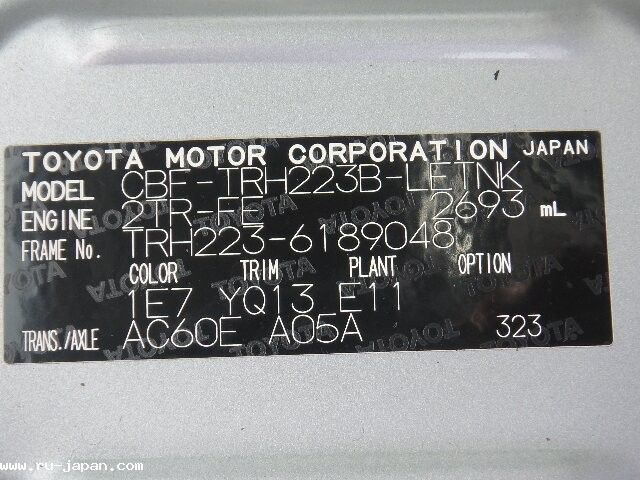 TOYOTA MOTOR CORPORATION JAPAN
MODEL CBF-TRH223B-LETNK
ENGINE 2TR-FE 2693 mL
FRAME No. TRH223-6189048
COLOR TRIM PLANT OPTION
1E7 YQ13 E11
TRANS./AXLE AC60E A05A 323
www.ru-japan.com